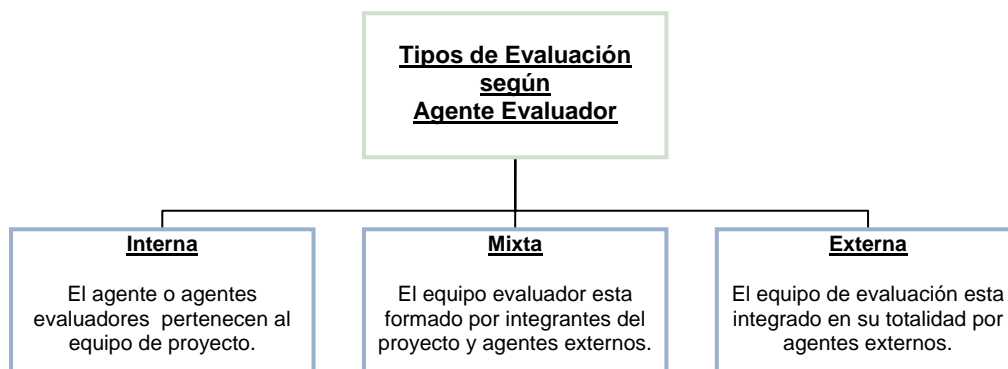 Tipos de Evaluación
según
Agente Evaluador
Interna
El agente o agentes
evaluadores pertenecen al
equipo de proyecto.
Mixta
El equipo evaluador esta
formado por integrantes del
proyecto y agentes externos.
Externa
El equipo de evaluación esta
integrado en su totalidad por
agentes externos.